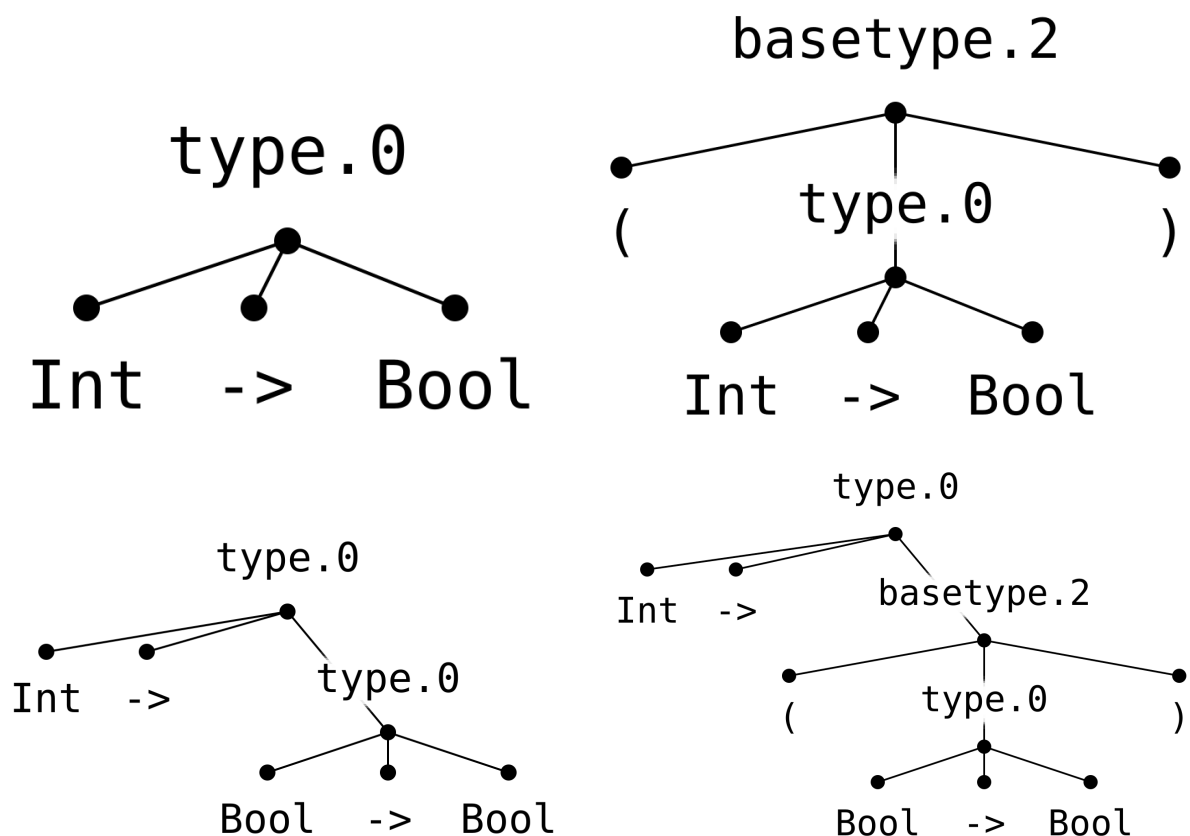 type.0
Int -> Bool
basetype.2
( type.0 )
Int -> Bool
type.0
Int -> type.0
Bool -> Bool
type.0
Int -> basetype.2
( type.0 )
Bool -> Bool